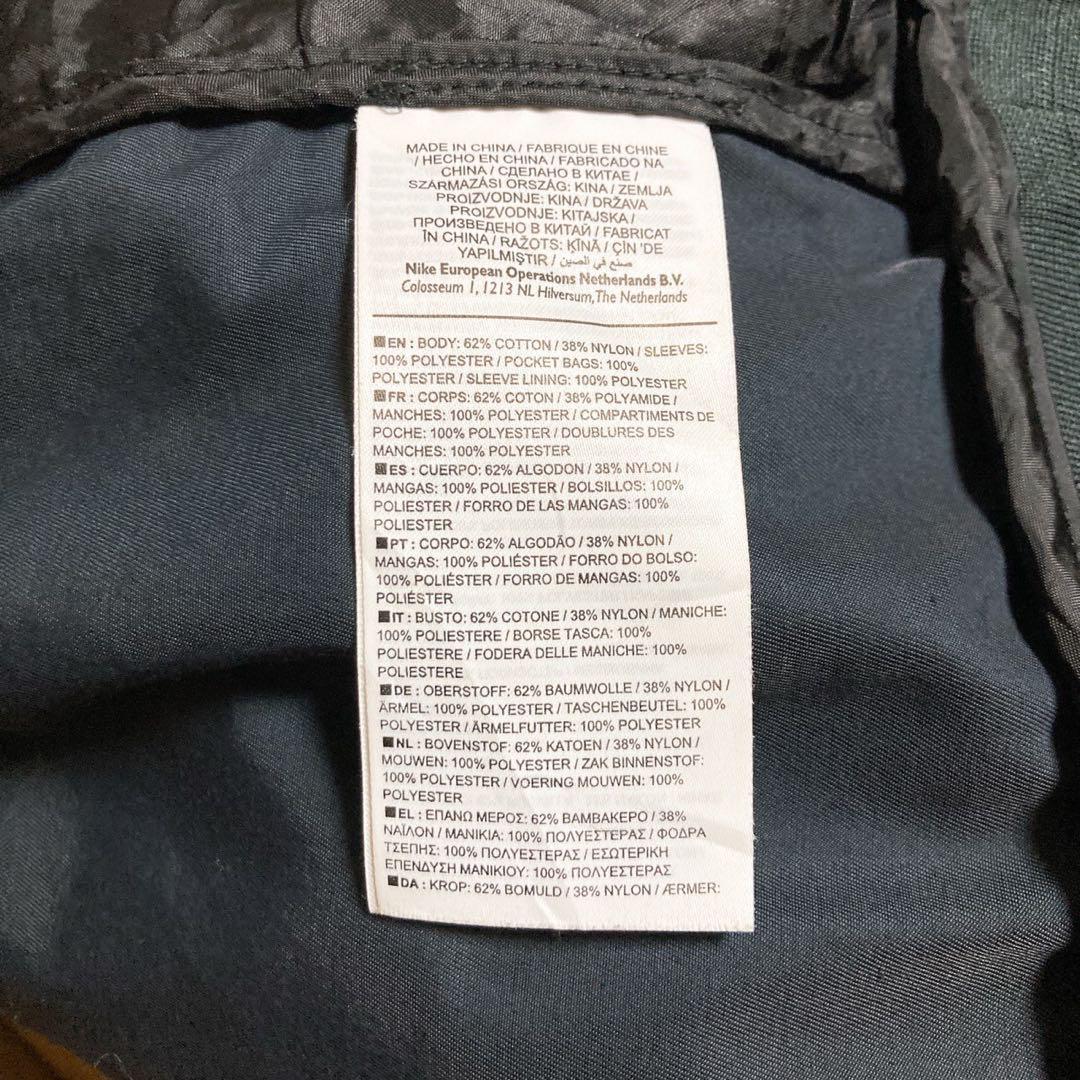 MADE IN CHINA / FABRIQUE EN CHINE
/ HECHO EN CHINA / FABRICADO NA
CHINA / СДЕЛАНО В КИТАЕ /
SZÁRMAZÁSI ORSZÁG: KINA / ZEMLJA
PROIZVODNJE: KINA / DRŽAVA
PROIZVODNJE: KITAJSKA /
ПРОИЗВЕДЕНО В КИТАЙ / FABRICAT
ÎN CHINA / RAŽOTS: ĶĪNĀ / ÇİN 'DE
YAPILMIŞTIR / صنع في الصين
Nike European Operations Netherlands B.V.
Colosseum 1, 1213 NL Hilversum, The Netherlands
EN : BODY: 62% COTTON / 38% NYLON / SLEEVES:
100% POLYESTER / POCKET BAGS: 100%
POLYESTER / SLEEVE LINING: 100% POLYESTER
FR : CORPS: 62% COTON / 38% POLYAMIDE /
MANCHES: 100% POLYESTER / COMPARTIMENTS DE
POCHE: 100% POLYESTER / DOUBLURES DES
MANCHES: 100% POLYESTER
ES : CUERPO: 62% ALGODON / 38% NYLON /
MANGAS: 100% POLIESTER / BOLSILLOS: 100%
POLIESTER / FORRO DE LAS MANGAS: 100%
POLIESTER
PT : CORPO: 62% ALGODÃO / 38% NYLON /
MANGAS: 100% POLIÉSTER / FORRO DO BOLSO:
100% POLIÉSTER / FORRO DE MANGAS: 100%
POLIÉSTER
IT : BUSTO: 62% COTONE / 38% NYLON / MANICHE:
100% POLIESTERE / BORSE TASCA: 100%
POLIESTERE / FODERA DELLE MANICHE: 100%
POLIESTERE
DE : OBERSTOFF: 62% BAUMWOLLE / 38% NYLON /
ÄRMEL: 100% POLYESTER / TASCHENBEUTEL: 100%
POLYESTER / ÄRMELFUTTER: 100% POLYESTER
NL : BOVENSTOF: 62% KATOEN / 38% NYLON /
MOUWEN: 100% POLYESTER / ZAK BINNENSTOF:
100% POLYESTER / VOERING MOUWEN: 100%
POLYESTER
EL : ΕΠΑΝΩ ΜΕΡΟΣ: 62% ΒΑΜΒΑΚΕΡΟ / 38%
ΝΑΪΛΟΝ / ΜΑΝΙΚΙΑ: 100% ΠΟΛΥΕΣΤΕΡΑΣ / ΦΟΔΡΑ
ΤΣΕΠΗΣ: 100% ΠΟΛΥΕΣΤΕΡΑΣ / ΕΣΩΤΕΡΙΚΗ
ΕΠΕΝΔΥΣΗ ΜΑΝΙΚΙΟΥ: 100% ΠΟΛΥΕΣΤΕΡΑΣ
DA : KROP: 62% BOMULD / 38% NYLON / ÆRMER: